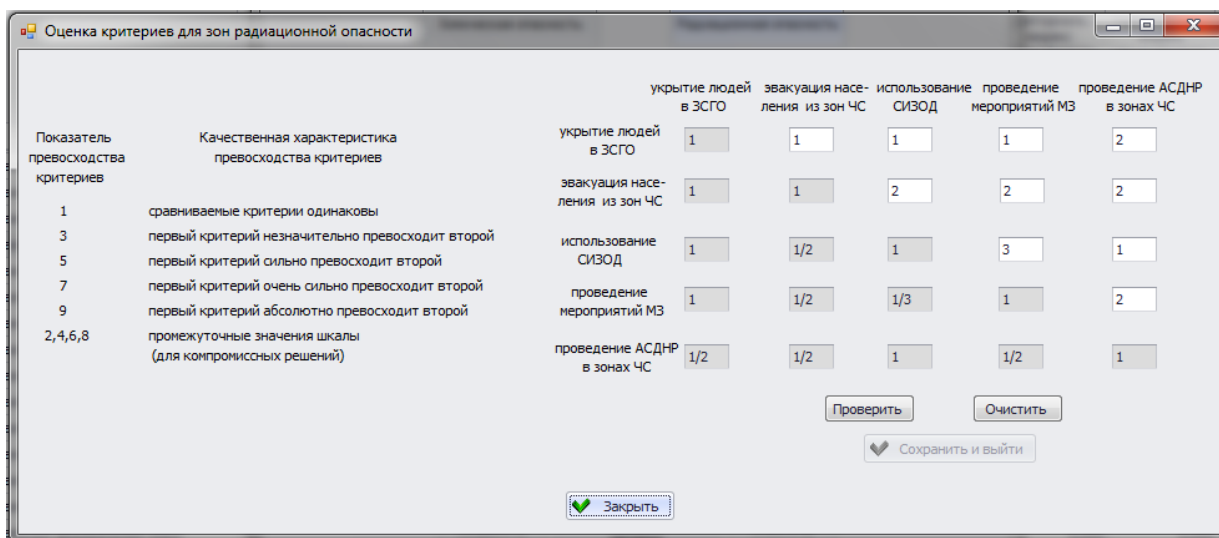 Оценка критериев для зон радиационной опасности
укрытие людей эвакуация насе- использование проведение проведение АСДНР
в ЗСГО ления из зон ЧС СИЗОД мероприятий МЗ в зонах ЧС
Показатель
превосходства
критериев
Качественная характеристика
превосходства критериев
1 сравниваемые критерии одинаковы
3 первый критерий незначительно превосходит второй
5 первый критерий сильно превосходит второй
7 первый критерий очень сильно превосходит второй
9 первый критерий абсолютно превосходит второй
2,4,6,8 промежуточные значения шкалы
(для компромиссных решений)
укрытие людей
в ЗСГО
1 1 1 1 2
эвакуация насе-
ления из зон ЧС
1 1 2 2 2
использование
СИЗОД
1 1/2 1 3 1
проведение
мероприятий МЗ
1 1/2 1/3 1 2
проведение АСДНР
в зонах ЧС
1/2 1/2 1 1/2 1
Проверить Очистить
Сохранить и выйти
Закрыть